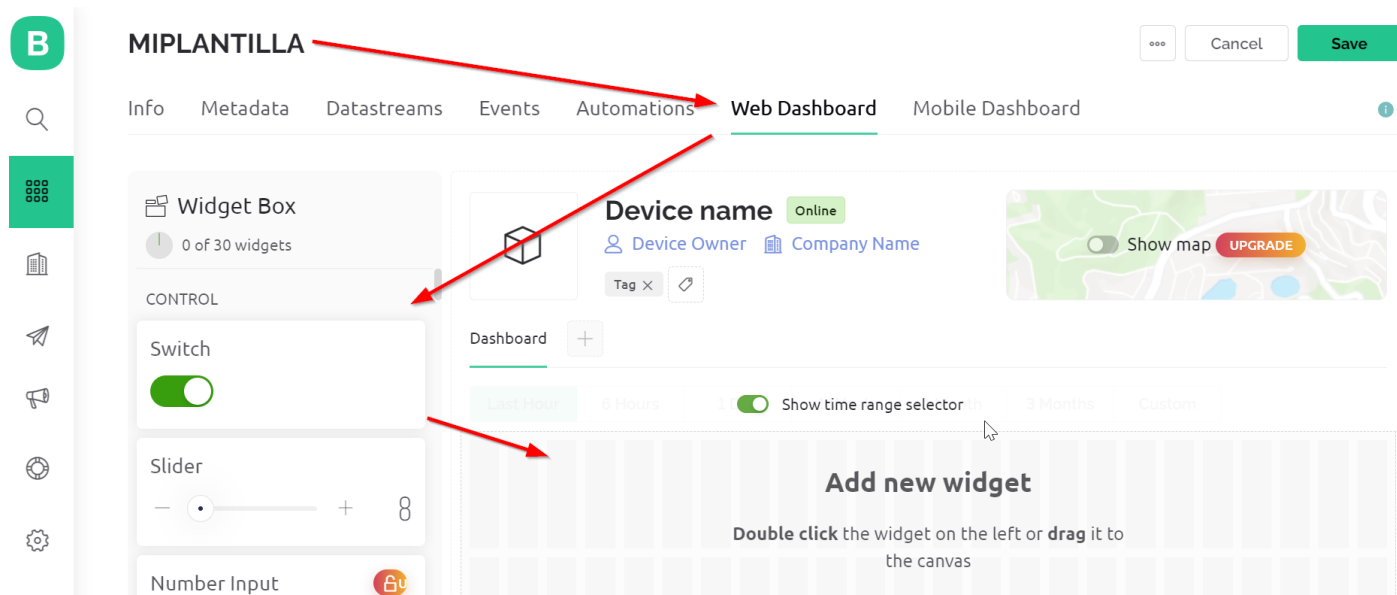 B
MIPLANTILLA
Cancel
Save
Info Metadata Datastreams Events Automations Web Dashboard Mobile Dashboard
Widget Box
0 of 30 widgets
CONTROL
Switch
Slider
Number Input
Device name Online
Device Owner Company Name
Tag
Show map UPGRADE
Dashboard
Last Hour 6 Hours Show time range selector 3 Months Custom
Add new widget
Double click the widget on the left or drag it to
the canvas